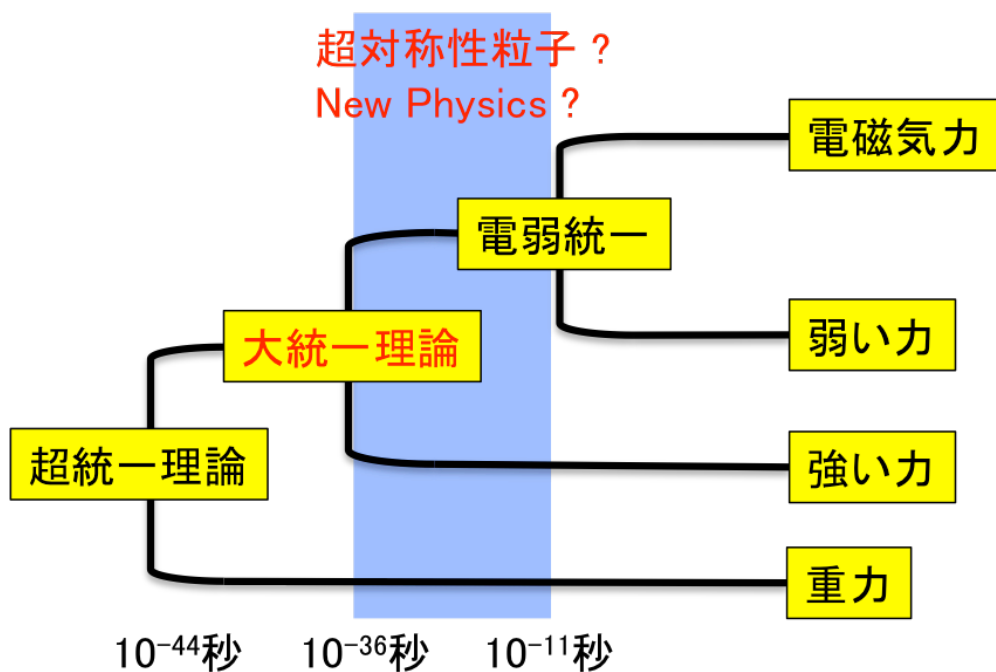 超対称性粒子？
New Physics？
電磁気力
電弱統一
弱い力
大統一理論
強い力
超統一理論
重力
10⁻⁴⁴秒
10⁻³⁶秒
10⁻¹¹秒